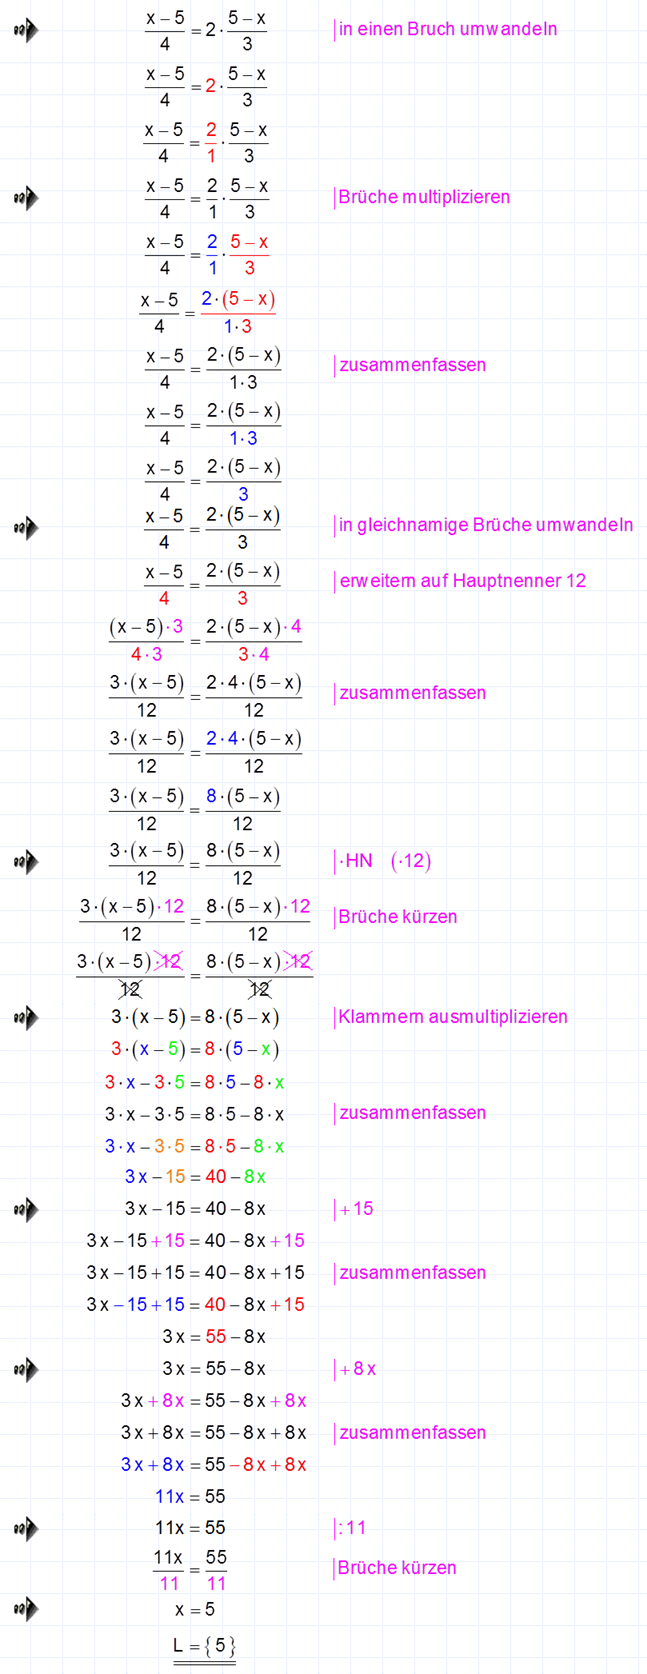 (x−5)/4 = 2·(5−x)/3 |in einen Bruch umwandeln
(x−5)/4 = 2·(5−x)/3
(x−5)/4 = 2/1·(5−x)/3
(x−5)/4 = 2/1·(5−x)/3 |Brüche multiplizieren
(x−5)/4 = 2/1·(5−x)/3
(x−5)/4 = 2·(5−x)/1·3
(x−5)/4 = 2·(5−x)/1·3 |zusammenfassen
(x−5)/4 = 2·(5−x)/1·3
(x−5)/4 = 2·(5−x)/3
(x−5)/4 = 2·(5−x)/3 |in gleichnamige Brüche umwandeln
(x−5)/4 = 2·(5−x)/3 |erweitern auf Hauptnenner 12
(x−5)·3/4·3 = 2·(5−x)·4/3·4
3·(x−5)/12 = 2·4·(5−x)/12 |zusammenfassen
3·(x−5)/12 = 2·4·(5−x)/12
3·(x−5)/12 = 8·(5−x)/12
3·(x−5)/12 = 8·(5−x)/12 |·HN (·12)
3·(x−5)·12/12 = 8·(5−x)·12/12 |Brüche kürzen
3·(x−5)·12/12 = 8·(5−x)·12/12
3·(x−5)=8·(5−x) |Klammern ausmultiplizieren
3·(x−5)=8·(5−x)
3·x−3·5=8·5−8·x
3·x−3·5=8·5−8·x |zusammenfassen
3·x−3·5=8·5−8·x
3x−15=40−8x
3x−15=40−8x |+15
3x−15+15=40−8x+15
3x−15+15=40−8x+15 |zusammenfassen
3x−15+15=40−8x+15
3x=55−8x
3x=55−8x |+8x
3x+8x=55−8x+8x
3x+8x=55−8x+8x |zusammenfassen
3x+8x=55−8x+8x
11x=55
11x=55 |:11
11x/11 = 55/11 |Brüche kürzen
x=5
L={5}